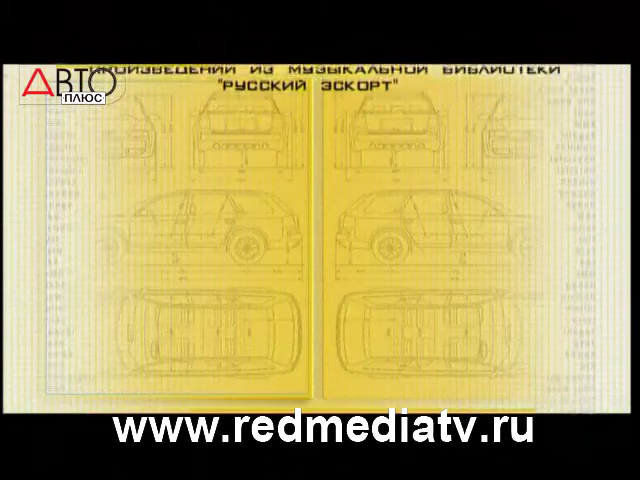 АВТО
ПЛЮС
ПРОИЗВЕДЕНИЙ ИЗ МУЗЫКАЛЬНОЙ БИБЛИОТЕКИ
"РУССКИЙ ЭСКОРТ"
www.redmediatv.ru